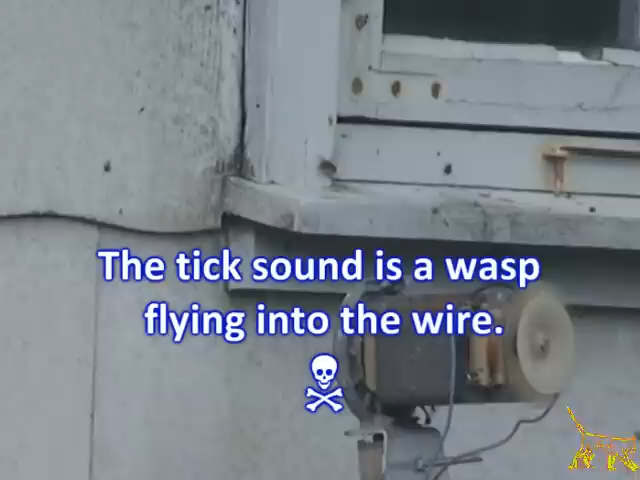 The tick sound is a wasp
flying into the wire.